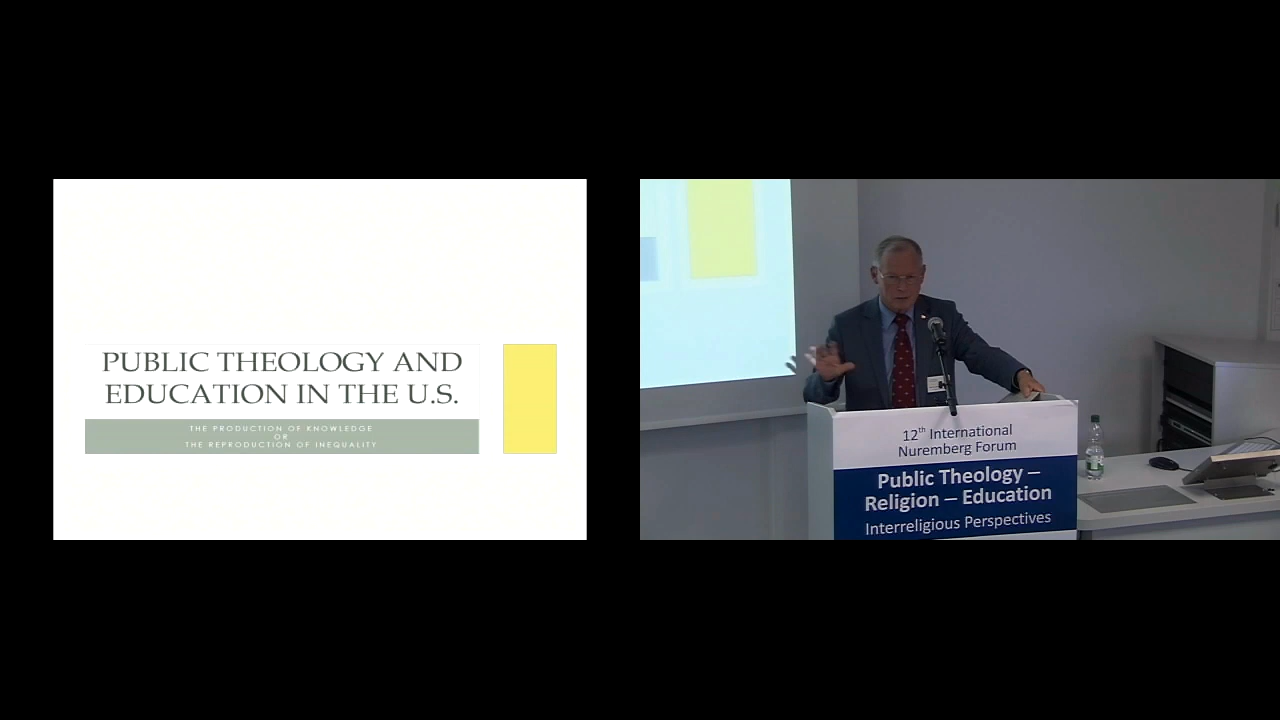 PUBLIC THEOLOGY AND
EDUCATION IN THE U.S.
THE PRODUCTION OF KNOWLEDGE
OR
THE REPRODUCTION OF INEQUALITY
12th International
Nuremberg Forum
Public Theology –
Religion – Education
Interreligious Perspectives